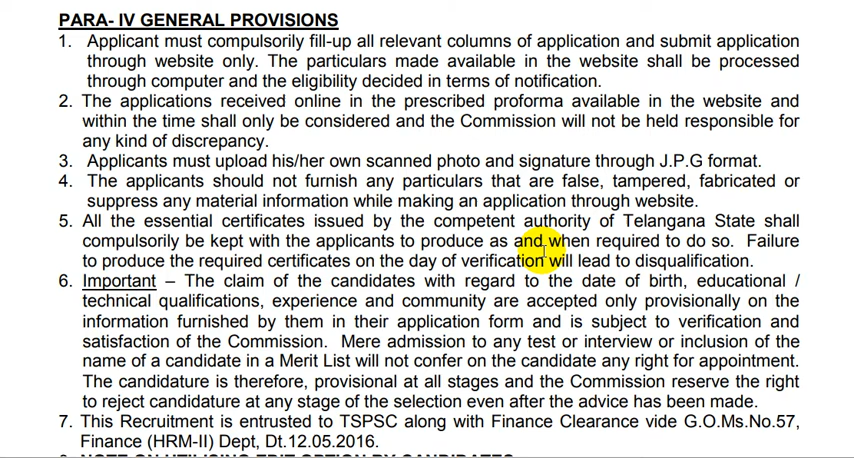 PARA- IV GENERAL PROVISIONS
1. Applicant must compulsorily fill-up all relevant columns of application and submit application
through website only. The particulars made available in the website shall be processed
through computer and the eligibility decided in terms of notification.
2. The applications received online in the prescribed proforma available in the website and
within the time shall only be considered and the Commission will not be held responsible for
any kind of discrepancy.
3. Applicants must upload his/her own scanned photo and signature through J.P.G format.
4. The applicants should not furnish any particulars that are false, tampered, fabricated or
suppress any material information while making an application through website.
5. All the essential certificates issued by the competent authority of Telangana State shall
compulsorily be kept with the applicants to produce as and when required to do so. Failure
to produce the required certificates on the day of verification will lead to disqualification.
6. Important – The claim of the candidates with regard to the date of birth, educational /
technical qualifications, experience and community are accepted only provisionally on the
information furnished by them in their application form and is subject to verification and
satisfaction of the Commission. Mere admission to any test or interview or inclusion of the
name of a candidate in a Merit List will not confer on the candidate any right for appointment.
The candidature is therefore, provisional at all stages and the Commission reserve the right
to reject candidature at any stage of the selection even after the advice has been made.
7. This Recruitment is entrusted to TSPSC along with Finance Clearance vide G.O.Ms.No.57,
Finance (HRM-II) Dept, Dt.12.05.2016.
8. NOTE ON UTILISING EDIT OPTION BY CANDIDATES